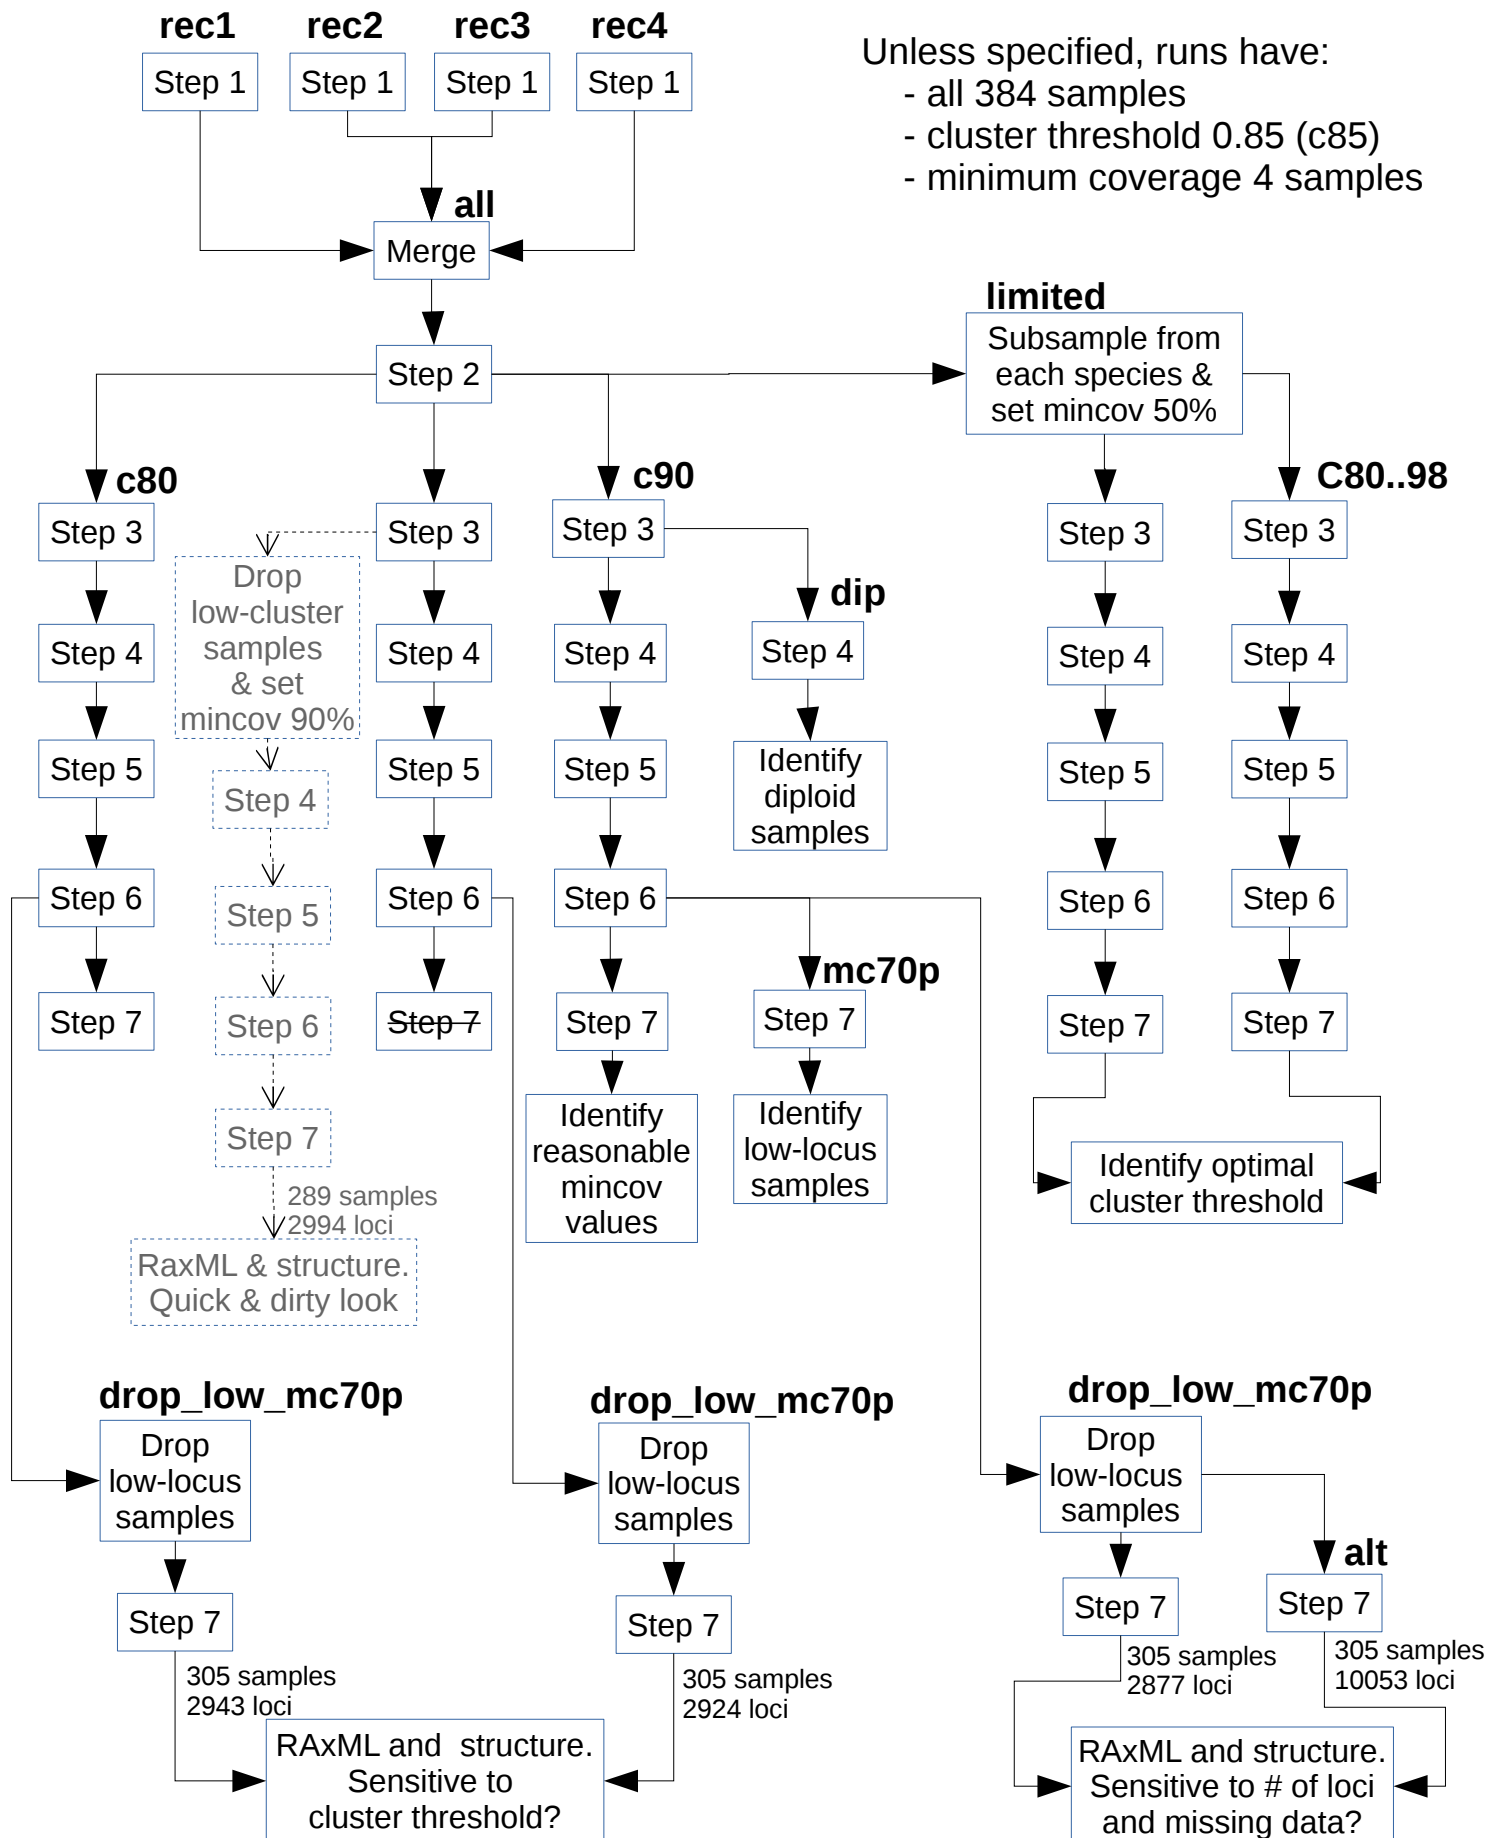 rec1
rec2
rec3
rec4
Step 1
Step 1
Step 1
Step 1
Unless specified, runs have:
- all 384 samples
- cluster threshold 0.85 (c85)
- minimum coverage 4 samples
all
Merge
Step 2
limited
Subsample from
each species &
set mincov 50%
c80
Step 3
Step 4
Step 5
Step 6
Step 7
Drop
low-cluster
samples
& set
mincov 90%
Step 4
Step 5
Step 6
Step 7
289 samples
2994 loci
RaxML & structure.
Quick & dirty look
Step 3
Step 4
Step 5
Step 6
Step 7
c90
Step 3
Step 4
Step 5
Step 6
Step 7
Identify
reasonable
mincov
values
dip
Step 4
Identify
diploid
samples
mc70p
Step 7
Identify
low-locus
samples
Step 3
Step 4
Step 5
Step 6
Step 7
C80..98
Step 3
Step 4
Step 5
Step 6
Step 7
Identify optimal
cluster threshold
drop_low_mc70p
Drop
low-locus
samples
Step 7
305 samples
2943 loci
drop_low_mc70p
Drop
low-locus
samples
Step 7
305 samples
2924 loci
RAxML and structure.
Sensitive to
cluster threshold?
drop_low_mc70p
Drop
low-locus
samples
Step 7
305 samples
2877 loci
alt
Step 7
305 samples
10053 loci
RAxML and structure.
Sensitive to # of loci
and missing data?